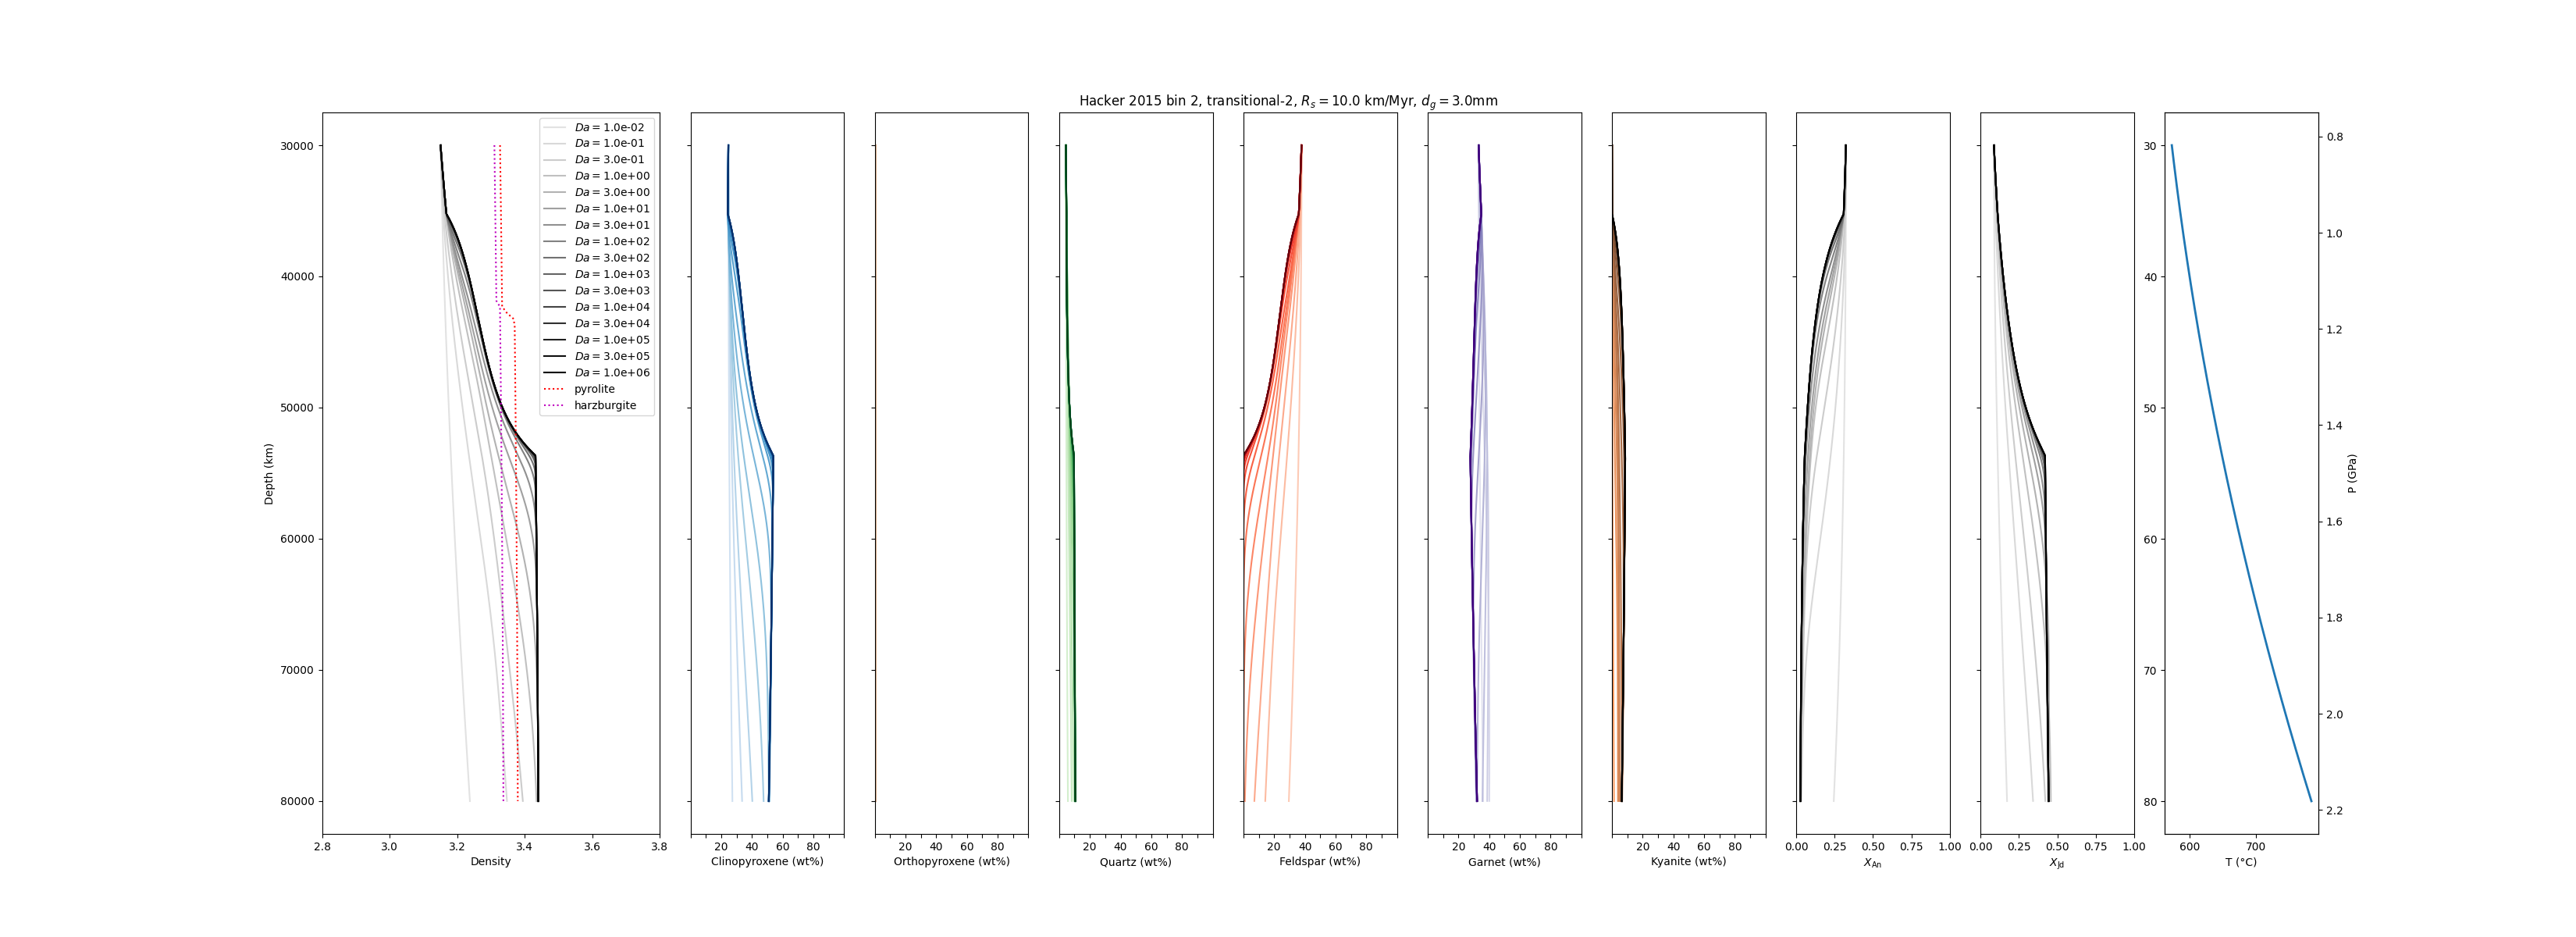 Hacker 2015 bin 2, transitional-2, R_s = 10.0 km/Myr, d_g = 3.0mm
Da = 1.0e-02
Da = 1.0e-01
Da = 3.0e-01
Da = 1.0e+00
Da = 3.0e+00
Da = 1.0e+01
Da = 3.0e+01
Da = 1.0e+02
Da = 3.0e+02
Da = 1.0e+03
Da = 3.0e+03
Da = 1.0e+04
Da = 3.0e+04
Da = 1.0e+05
Da = 3.0e+05
Da = 1.0e+06
pyrolite
harzburgite
Depth (km)
30000
40000
50000
60000
70000
80000
2.8 3.0 3.2 3.4 3.6 3.8
Density
20 40 60 80
Clinopyroxene (wt%)
Orthopyroxene (wt%)
20 40 60 80
20 40 60 80
Quartz (wt%)
20 40 60 80
Feldspar (wt%)
20 40 60 80
Garnet (wt%)
20 40 60 80
Kyanite (wt%)
0.00 0.25 0.50 0.75 1.00
X_An
0.00 0.25 0.50 0.75 1.00
X_Jd
30
40
50
60
70
80
600 700
T (°C)
0.8
1.0
1.2
1.4
1.6
1.8
2.0
2.2
P (GPa)